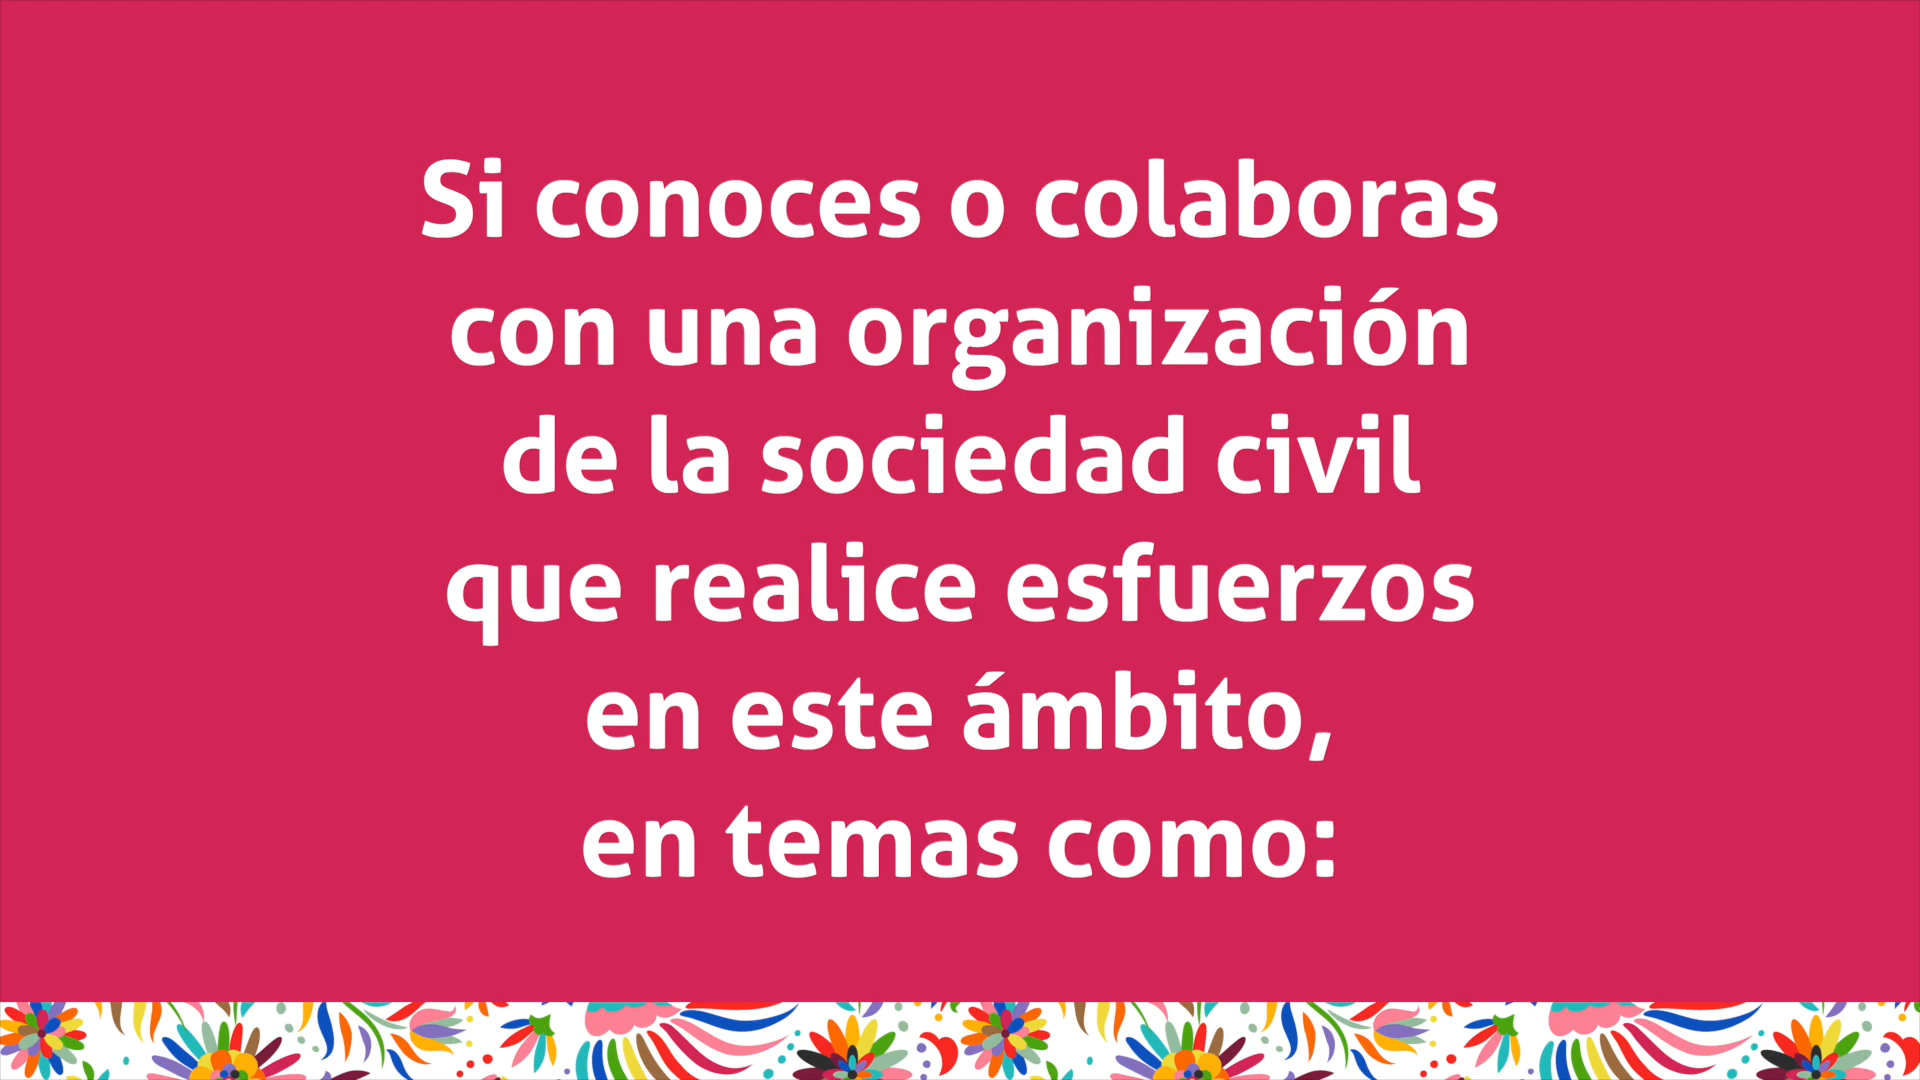 Si conoces o colaboras
con una organización
de la sociedad civil
que realice esfuerzos
en este ámbito,
en temas como: